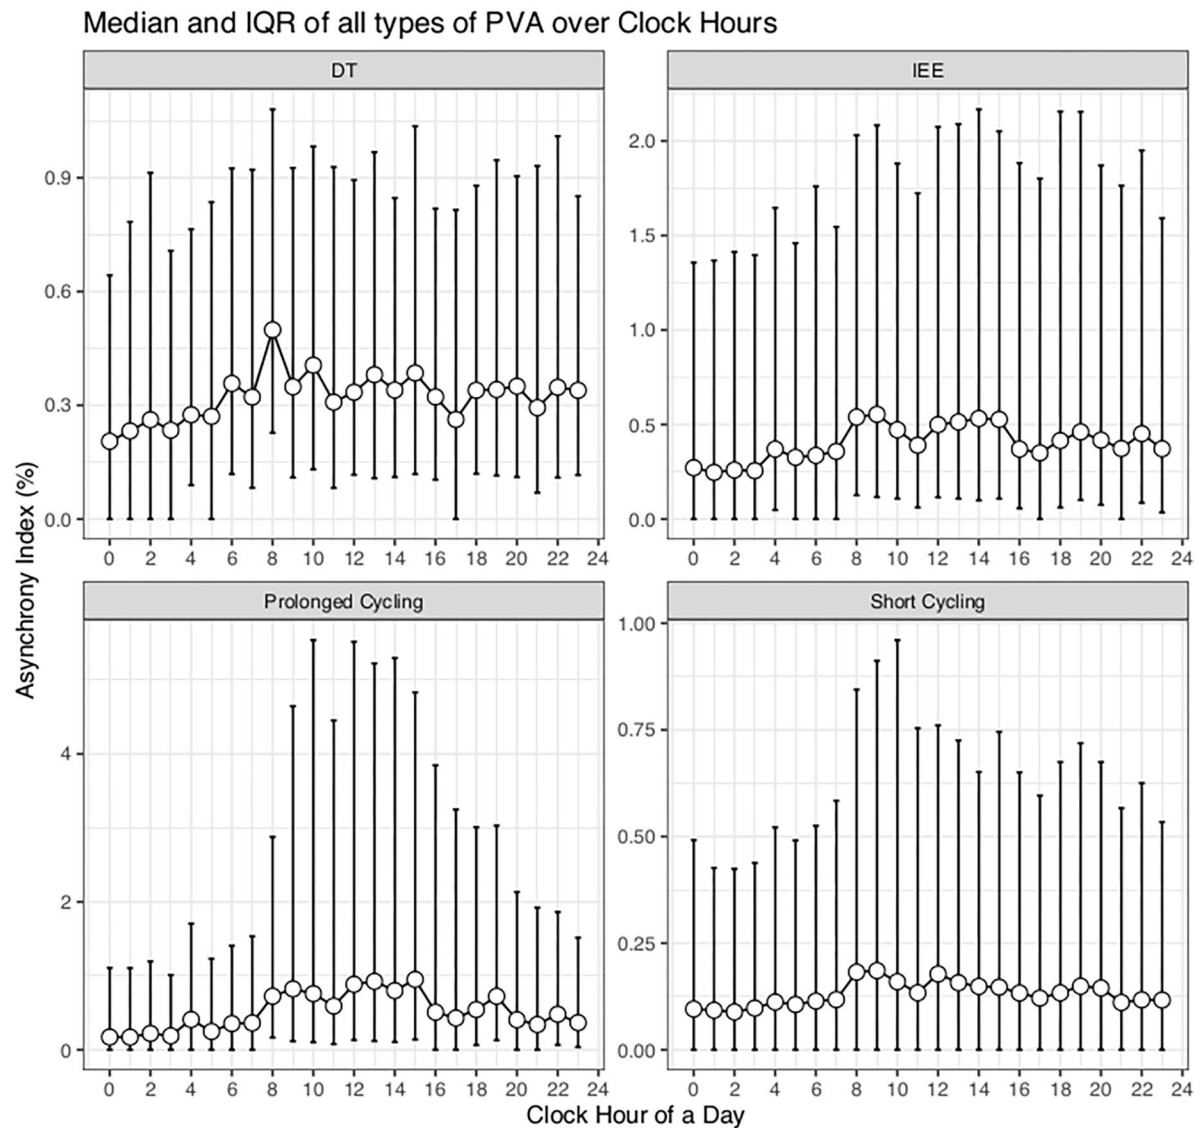 Median and IQR of all types of PVA over Clock Hours
DT
IEE
0.9
0.6
0.3
0.0
2.0
1.5
1.0
0.5
0.0
0 2 4 6 8 10 12 14 16 18 20 22 24
0 2 4 6 8 10 12 14 16 18 20 22 24
Asynchrony Index (%)
Prolonged Cycling
Short Cycling
4
2
0
1.00
0.75
0.50
0.25
0.00
0 2 4 6 8 10 12 14 16 18 20 22 24
0 2 4 6 8 10 12 14 16 18 20 22 24
Clock Hour of a Day